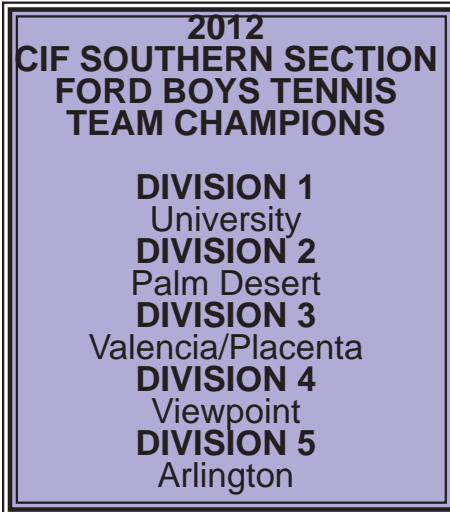 2012
CIF SOUTHERN SECTION
FORD BOYS TENNIS
TEAM CHAMPIONS
DIVISION 1
University
DIVISION 2
Palm Desert
DIVISION 3
Valencia/Placenta
DIVISION 4
Viewpoint
DIVISION 5
Arlington